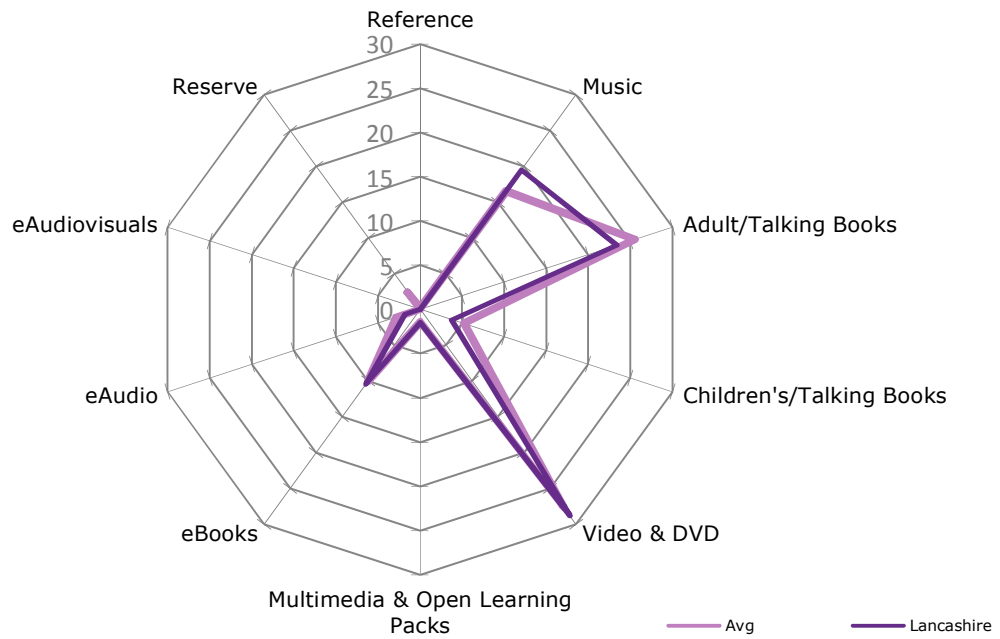 Reference
30
Reserve
Music
25
20
15
eAudiovisuals
Adult/Talking Books
10
5
0
eAudio
Children's/Talking Books
eBooks
Video & DVD
Multimedia & Open Learning
Packs
Avg
Lancashire